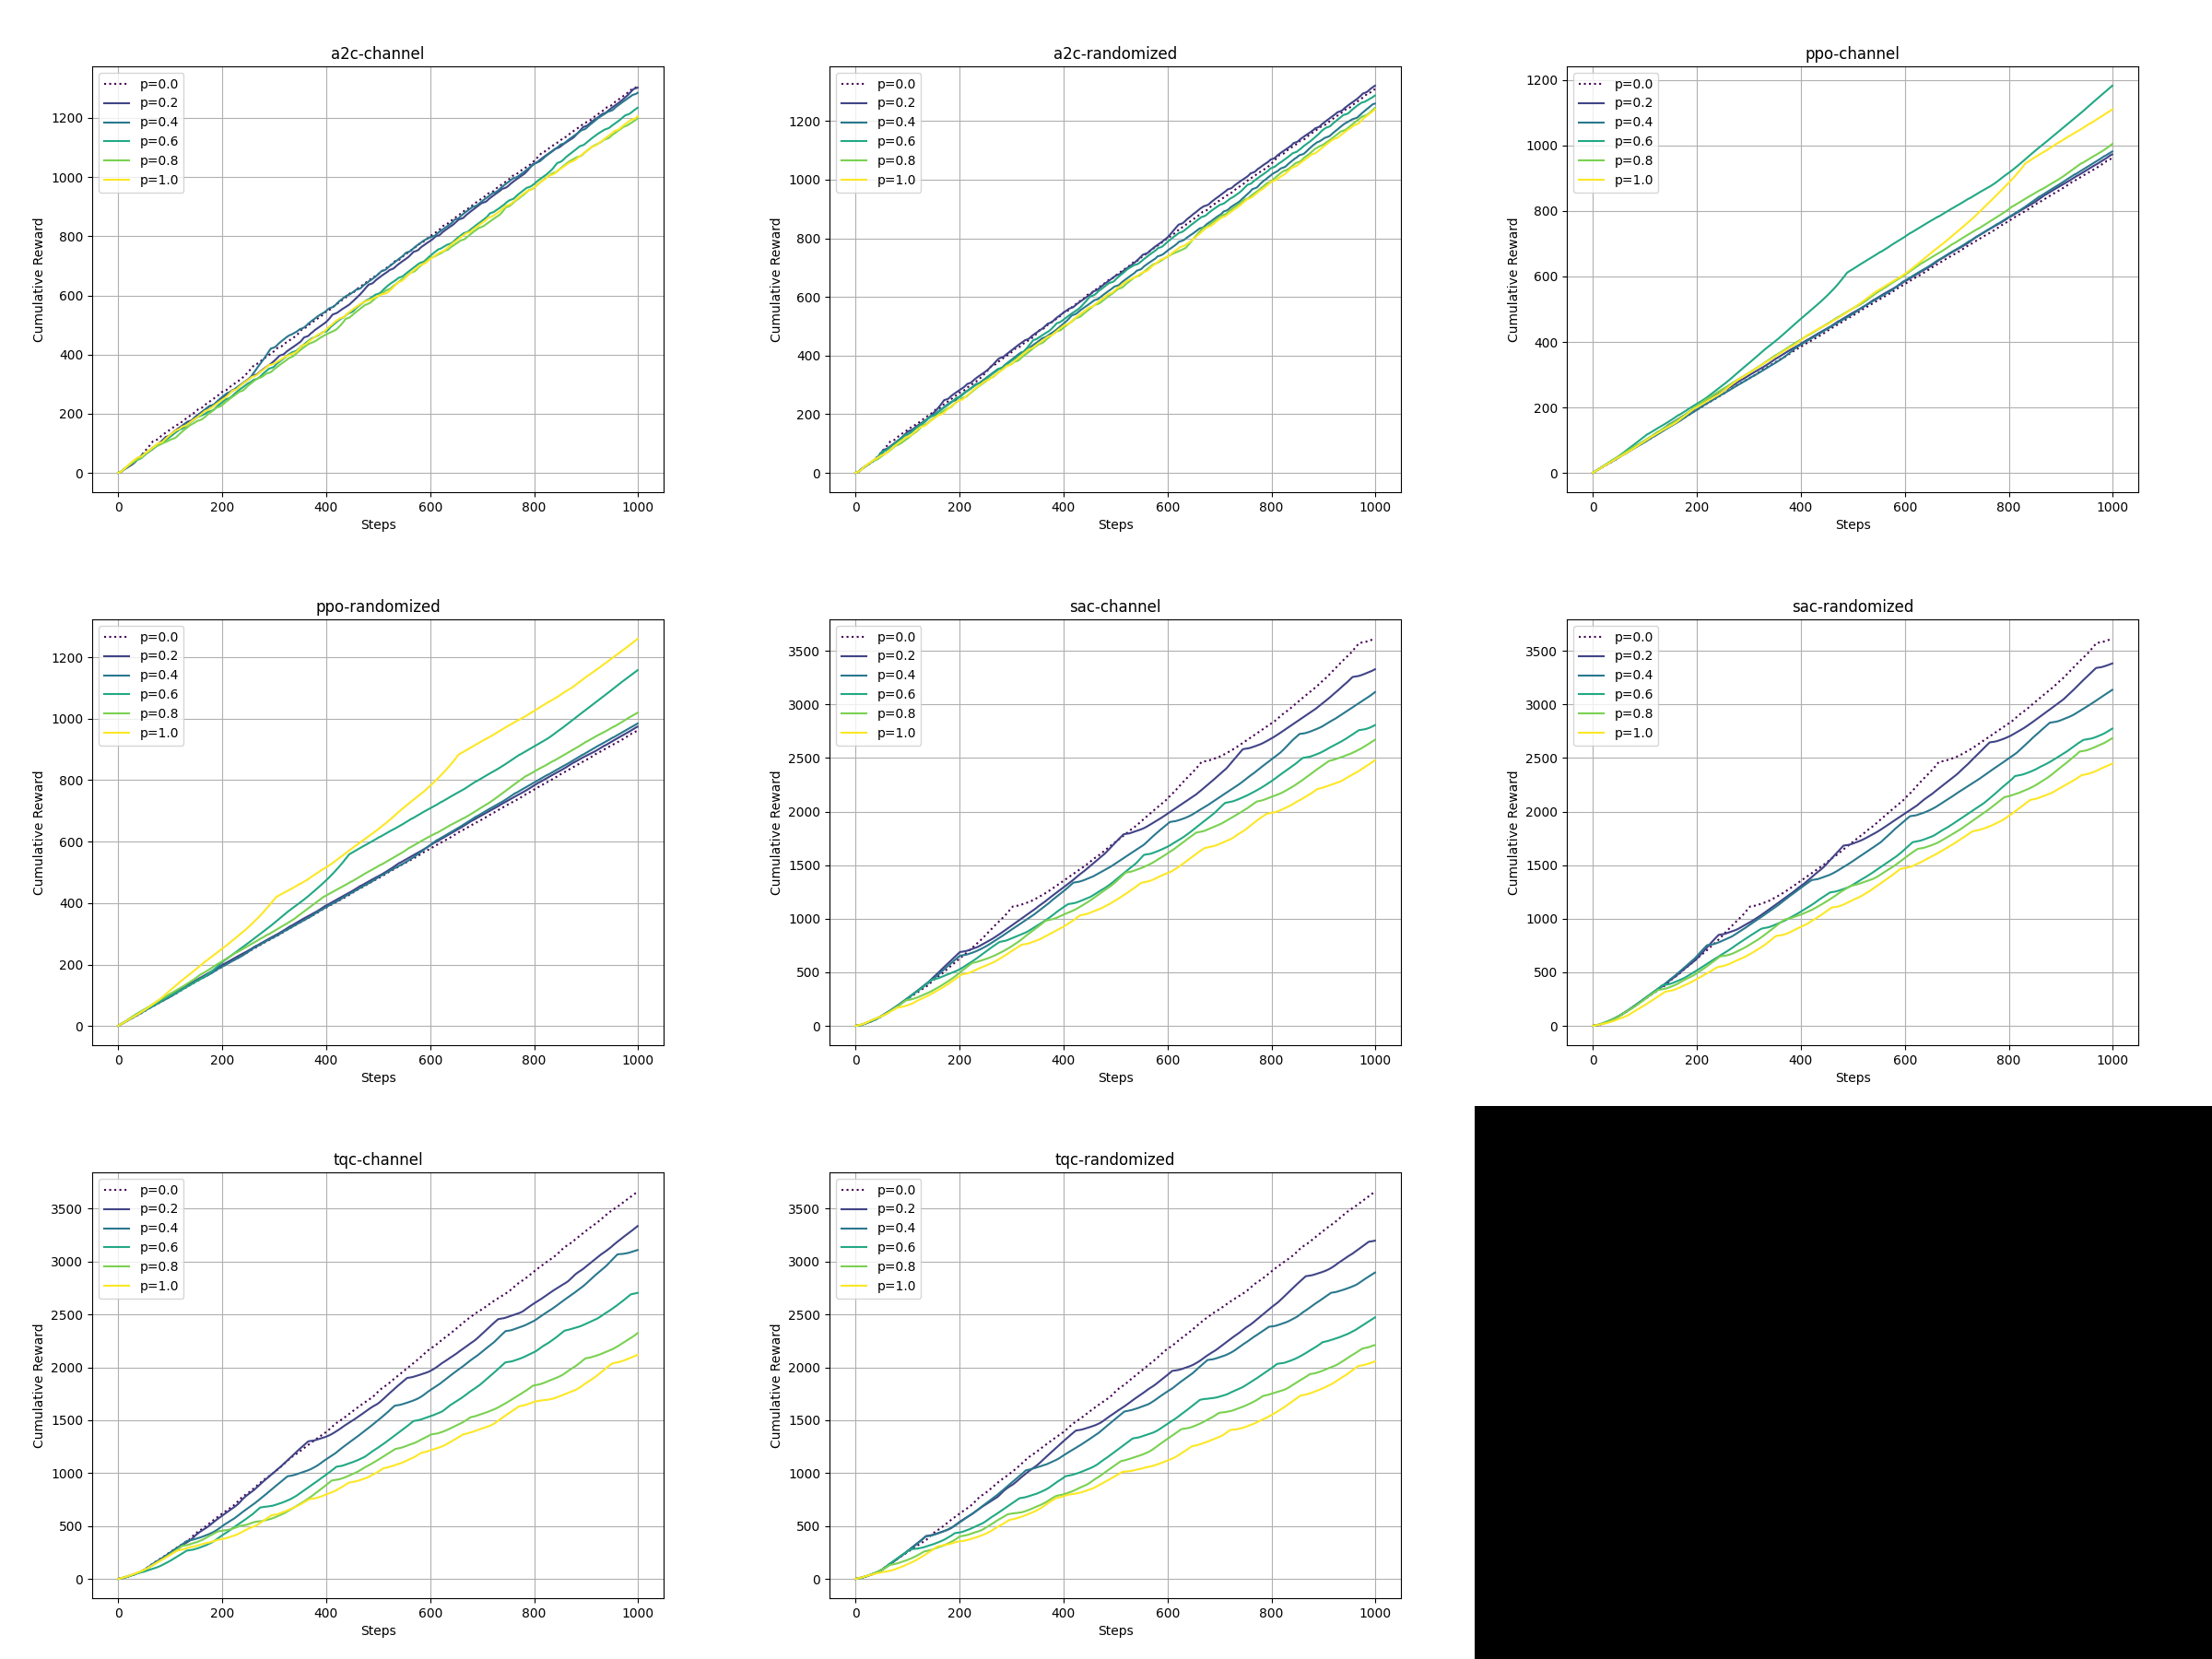 a2c-channel
p=0.0
p=0.2
p=0.4
p=0.6
p=0.8
p=1.0
Cumulative Reward
1200
1000
800
600
400
200
0
0 200 400 600 800 1000
Steps
a2c-randomized
p=0.0
p=0.2
p=0.4
p=0.6
p=0.8
p=1.0
Cumulative Reward
1200
1000
800
600
400
200
0
0 200 400 600 800 1000
Steps
ppo-channel
p=0.0
p=0.2
p=0.4
p=0.6
p=0.8
p=1.0
Cumulative Reward
1200
1000
800
600
400
200
0
0 200 400 600 800 1000
Steps
ppo-randomized
p=0.0
p=0.2
p=0.4
p=0.6
p=0.8
p=1.0
Cumulative Reward
1200
1000
800
600
400
200
0
0 200 400 600 800 1000
Steps
sac-channel
p=0.0
p=0.2
p=0.4
p=0.6
p=0.8
p=1.0
Cumulative Reward
3500
3000
2500
2000
1500
1000
500
0
0 200 400 600 800 1000
Steps
sac-randomized
p=0.0
p=0.2
p=0.4
p=0.6
p=0.8
p=1.0
Cumulative Reward
3500
3000
2500
2000
1500
1000
500
0
0 200 400 600 800 1000
Steps
tqc-channel
p=0.0
p=0.2
p=0.4
p=0.6
p=0.8
p=1.0
Cumulative Reward
3500
3000
2500
2000
1500
1000
500
0
0 200 400 600 800 1000
Steps
tqc-randomized
p=0.0
p=0.2
p=0.4
p=0.6
p=0.8
p=1.0
Cumulative Reward
3500
3000
2500
2000
1500
1000
500
0
0 200 400 600 800 1000
Steps